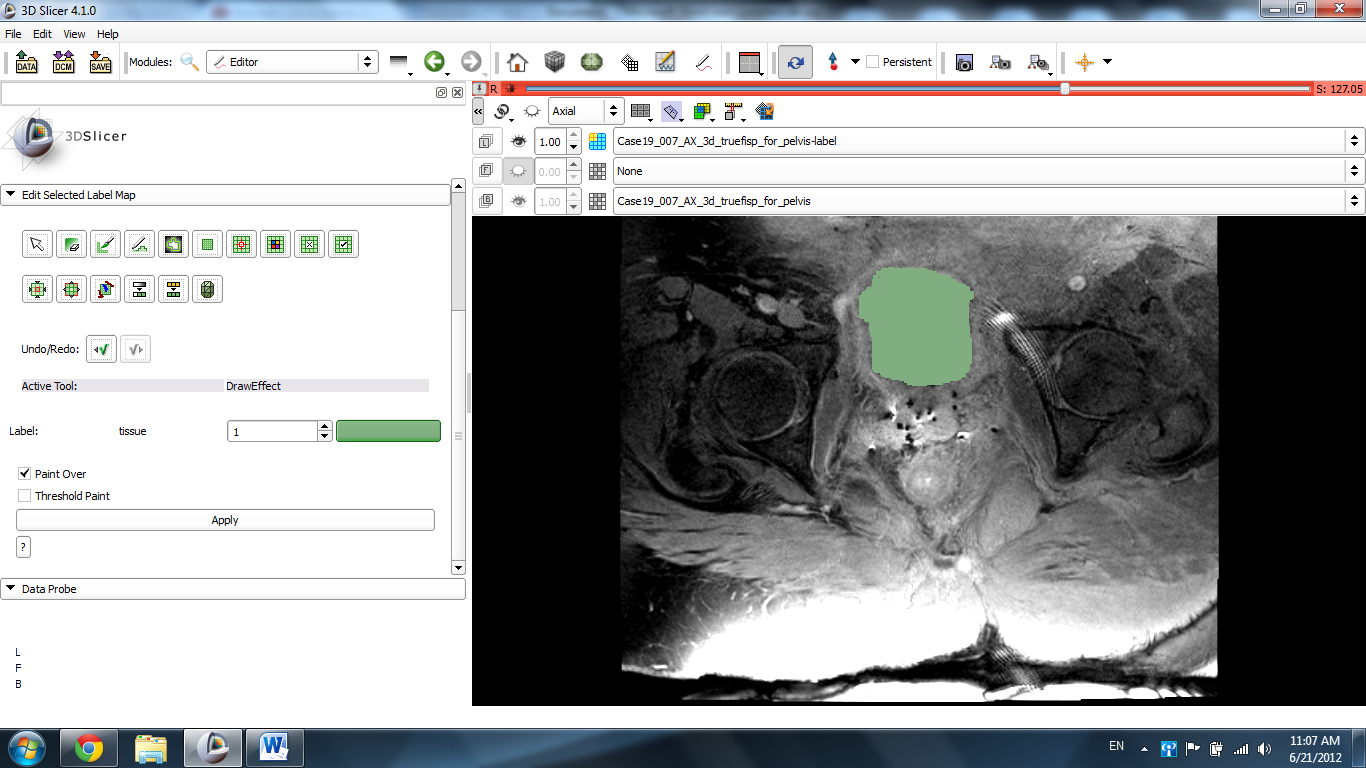 3D Slicer 4.1.0
File Edit View Help
DATA DCM SAVE Modules: Editor Persistent
R S: 127.05
3DSlicer
Axial
L 1.00 Case19_007_AX_3d_truefisp_for_pelvis-label
F 0.00 None
B 1.00 Case19_007_AX_3d_truefisp_for_pelvis
Edit Selected Label Map
Undo/Redo:
Active Tool: DrawEffect
Label: tissue 1
Paint Over
Threshold Paint
Apply
?
Data Probe
L
F
B
EN 11:07 AM
6/21/2012